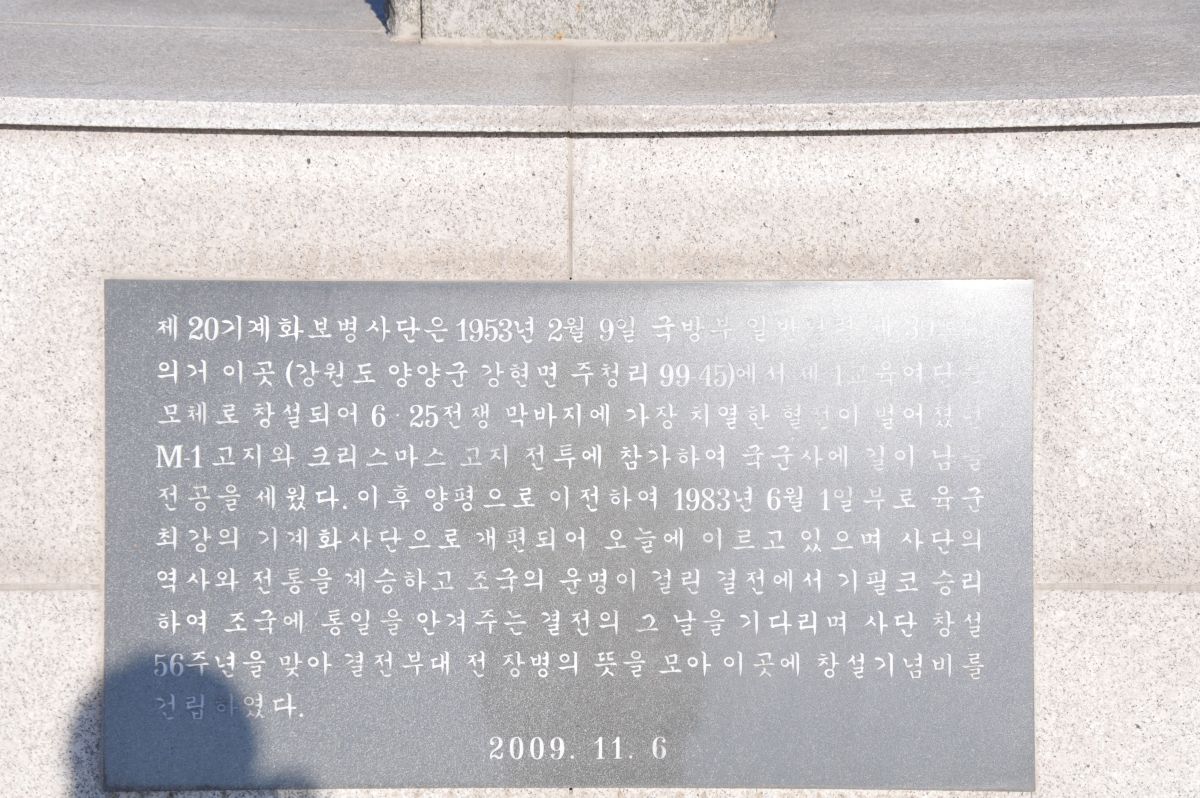 제 20기계화보병사단은 1953년 2월 9일 국방부 일반명령
의거 이곳 (강원도 양양군 강현면 주청리 99-45)에서 제 1교육여단을
모체로 창설되어 6·25전쟁 막바지에 가장 치열한 혈전이 벌어졌던
M-1 고지와 크리스마스 고지 전투에 참가하여 국군사에 길이 남을
전공을 세웠다. 이후 양평으로 이전하여 1983년 6월 1일부로 육군
최강의 기계화사단으로 개편되어 오늘에 이르고 있으며 사단의
역사와 전통을 계승하고 조국의 운명이 걸린 결전에서 기필코 승리
하여 조국에 통일을 안겨주는 결전의 그 날을 기다리며 사단 창설
56주년을 맞아 결전부대 전 장병의 뜻을 모아 이곳에 창설기념비를
건립하였다.
2009. 11. 6